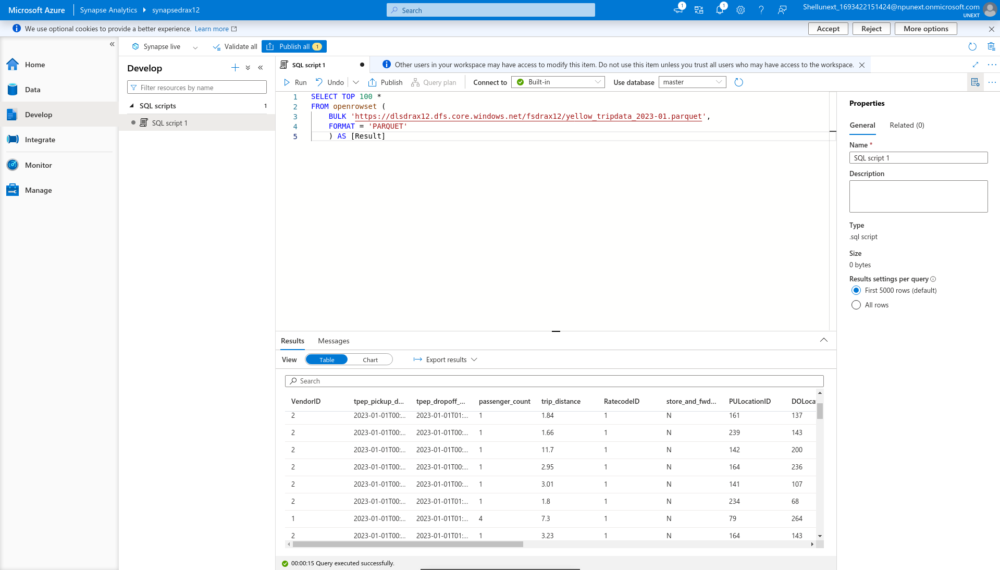 Microsoft Azure
Synapse Analytics
synapsedrax12
Search
1
1
Shellunext_1693422151424@npunext.onmicrosoft.com
UNEXT
We use optional cookies to provide a better experience. Learn more
Accept
Reject
More options
Synapse live
Validate all
Publish all 1
Home
Data
Develop
Integrate
Monitor
Manage
Develop
Filter resources by name
SQL scripts 1
SQL script 1
SQL script 1
Other users in your workspace may have access to modify this item. Do not use this item unless you trust all users who may have access to the workspace.
Run
Undo
Publish
Query plan
Connect to
Built-in
Use database
master
1 SELECT TOP 100 *
2 FROM openrowset (
3 BULK 'https://dlsdrax12.dfs.core.windows.net/fsdrax12/yellow_tripdata_2023-01.parquet',
4 FORMAT = 'PARQUET'
5 ) AS [Result]
Results
Messages
View
Table
Chart
Export results
Search
VendorID tpep_pickup_d... tpep_dropoff_... passenger_count trip_distance RatecodeID store_and_fwd... PULocationID DOLoca
2 2023-01-01T00:... 2023-01-01T01:... 1 1.84 1 N 161 137
2 2023-01-01T00:... 2023-01-01T00:... 1 1.66 1 N 239 143
2 2023-01-01T00:... 2023-01-01T00:... 1 11.7 1 N 142 200
2 2023-01-01T00:... 2023-01-01T00:... 1 2.95 1 N 164 236
2 2023-01-01T00:... 2023-01-01T00:... 1 3.01 1 N 141 107
2 2023-01-01T00:... 2023-01-01T01:... 1 1.8 1 N 234 68
1 2023-01-01T00:... 2023-01-01T01:... 4 7.3 1 N 79 264
2 2023-01-01T00:... 2023-01-01T01:... 1 3.23 1 N 164 143
00:00:15 Query executed successfully.
Properties
General
Related (0)
Name *
SQL script 1
Description
Type
.sql script
Size
0 bytes
Results settings per query
First 5000 rows (default)
All rows